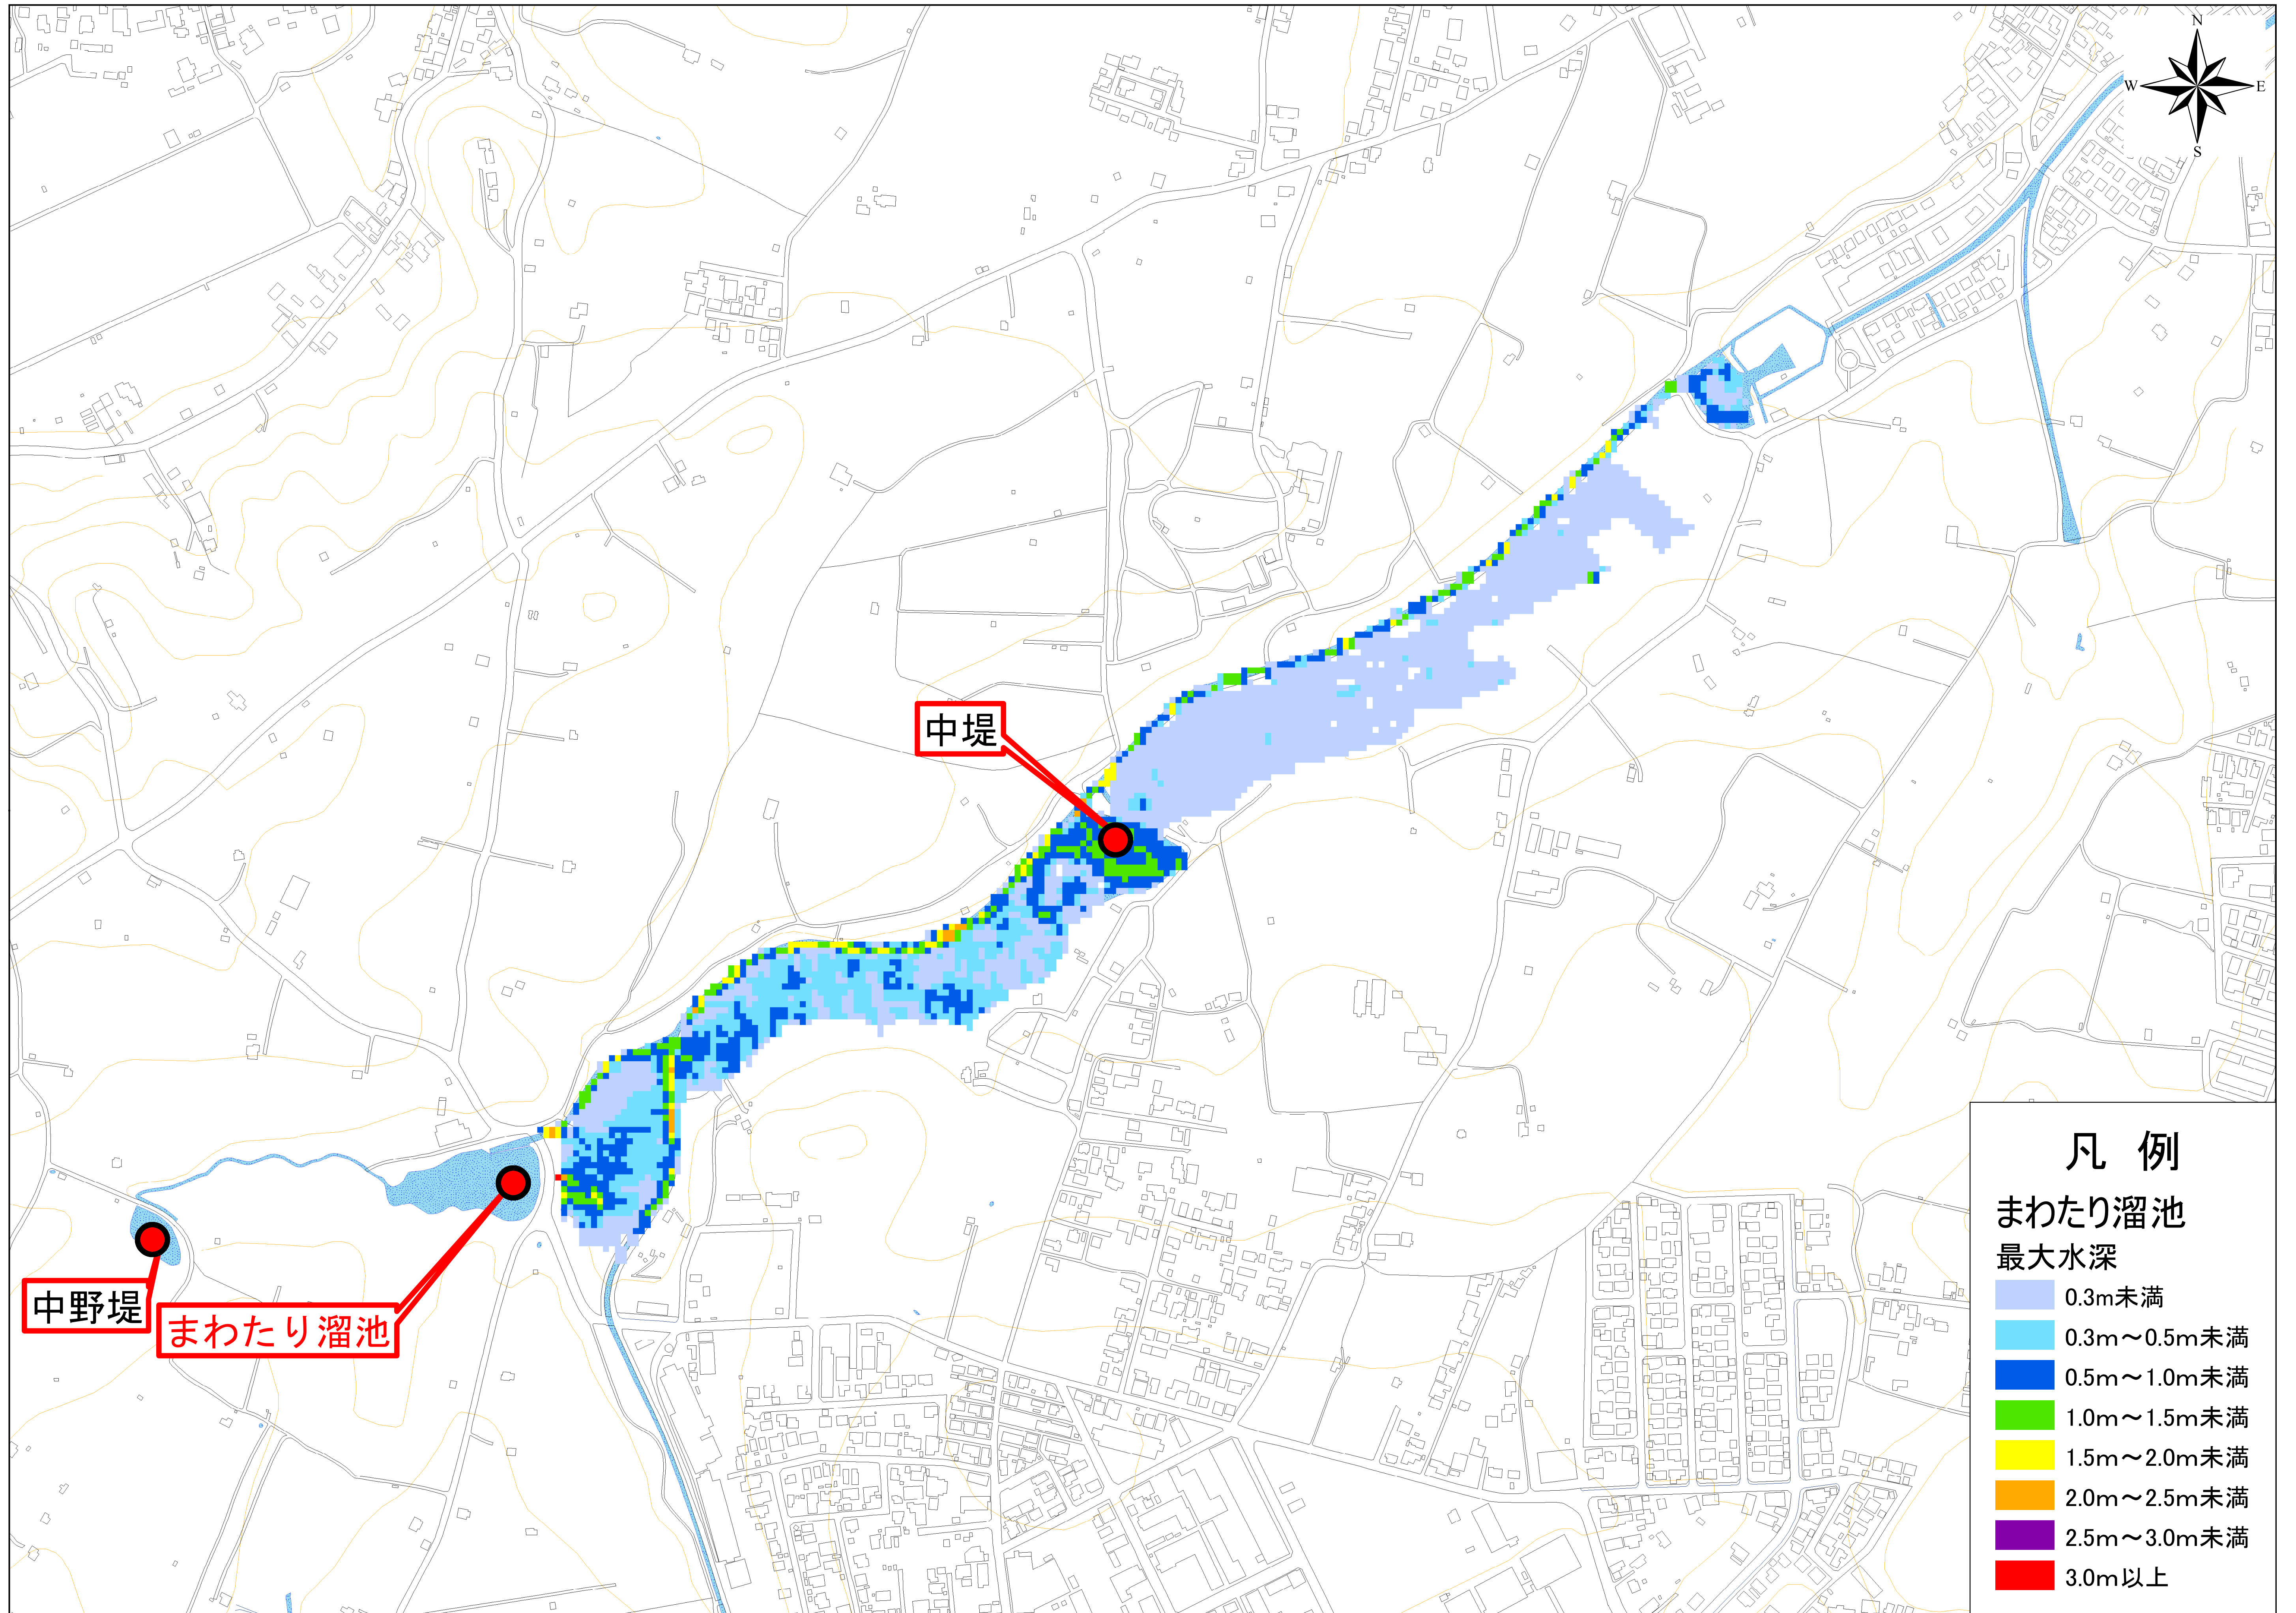 N
W
E
S
中堤
中野堤
まわたり溜池
凡 例
まわたり溜池
最大水深
0.3m未満
0.3m~0.5m未満
0.5m~1.0m未満
1.0m~1.5m未満
1.5m~2.0m未満
2.0m~2.5m未満
2.5m~3.0m未満
3.0m以上